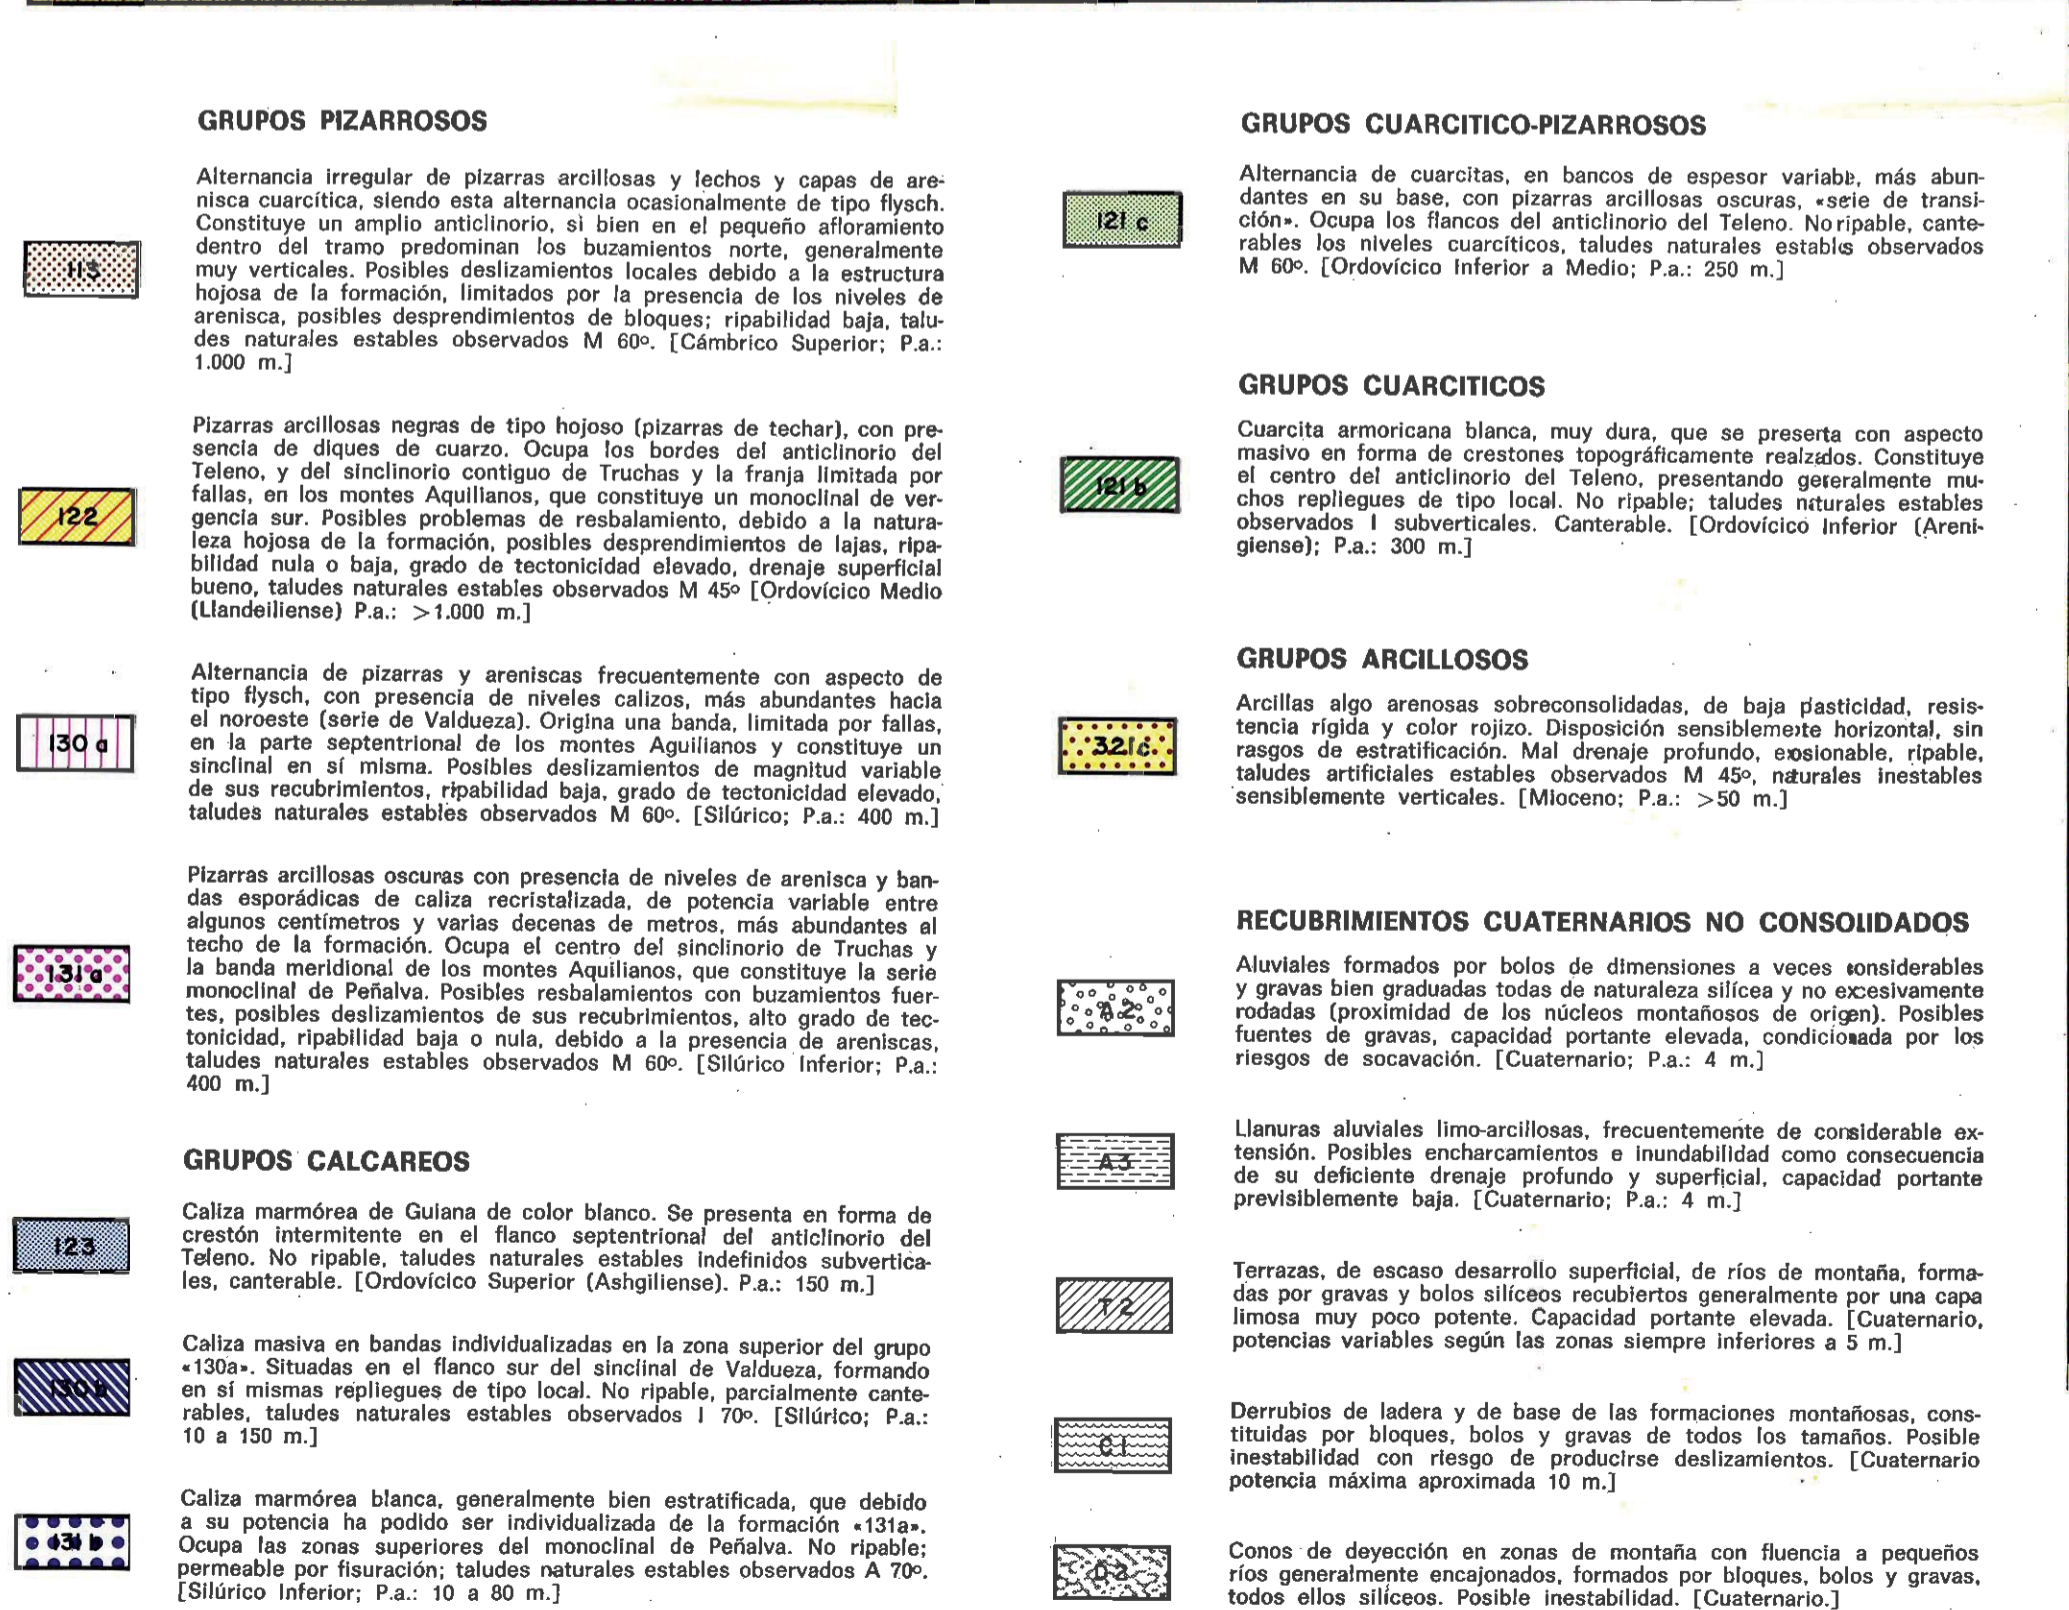 GRUPOS PIZARROSOS
113
Alternancia irregular de pizarras arcillosas y lechos y capas de are-
nisca cuarcítica, siendo esta alternancia ocasionalmente de tipo flysch.
Constituye un amplio anticlinorio, si bien en el pequeño afloramiento
dentro del tramo predominan los buzamientos norte, generalmente
muy verticales. Posibles deslizamientos locales debido a la estructura
hojosa de la formación, limitados por la presencia de los niveles de
arenisca, posibles desprendimientos de bloques; ripabilidad baja, talu-
des naturales estables observados M 60º. [Cámbrico Superior; P.a.:
1.000 m.]
122
Pizarras arcillosas negras de tipo hojoso (pizarras de techar), con pre-
sencia de diques de cuarzo. Ocupa los bordes del anticlinorio del
Teleno, y del sinclinorio contiguo de Truchas y la franja limitada por
fallas, en los montes Aquilianos, que constituye un monoclinal de ver-
gencia sur. Posibles problemas de resbalamiento, debido a la natura-
leza hojosa de la formación, posibles desprendimientos de lajas, ripa-
bilidad nula o baja, grado de tectonicidad elevado, drenaje superficial
bueno, taludes naturales estables observados M 45º [Ordovícico Medio
(Llandeiliense) P.a.: >1.000 m.]
130 a
Alternancia de pizarras y areniscas frecuentemente con aspecto de
tipo flysch, con presencia de niveles calizos, más abundantes hacia
el noroeste (serie de Valdueza). Origina una banda, limitada por fallas,
en la parte septentrional de los montes Aguilianos y constituye un
sinclinal en sí misma. Posibles deslizamientos de magnitud variable
de sus recubrimientos, ripabilidad baja, grado de tectonicidad elevado,
taludes naturales estables observados M 60º. [Silúrico; P.a.: 400 m.]
131 a
Pizarras arcillosas oscuras con presencia de niveles de arenisca y ban-
das esporádicas de caliza recristalizada, de potencia variable entre
algunos centímetros y varias decenas de metros, más abundantes al
techo de la formación. Ocupa el centro del sinclinorio de Truchas y
la banda meridional de los montes Aquilianos, que constituye la serie
monoclinal de Peñalva. Posibles resbalamientos con buzamientos fuer-
tes, posibles deslizamientos de sus recubrimientos, alto grado de tec-
tonicidad, ripabilidad baja o nula, debido a la presencia de areniscas,
taludes naturales estables observados M 60º. [Silúrico Inferior; P.a.:
400 m.]
GRUPOS CALCAREOS
123
Caliza marmórea de Guiana de color blanco. Se presenta en forma de
crestón intermitente en el flanco septentrional del anticlinorio del
Teleno. No ripable, taludes naturales estables indefinidos subvertica-
les, canterable. [Ordovícico Superior (Ashgiliense). P.a.: 150 m.]
130 b
Caliza masiva en bandas individualizadas en la zona superior del grupo
«130a». Situadas en el flanco sur del sinclinal de Valdueza, formando
en sí mismas repliegues de tipo local. No ripable, parcialmente cante-
rables, taludes naturales estables observados I 70º. [Silúrico; P.a.:
10 a 150 m.]
131 b
Caliza marmórea blanca, generalmente bien estratificada, que debido
a su potencia ha podido ser individualizada de la formación «131a».
Ocupa las zonas superiores del monoclinal de Peñalva. No ripable;
permeable por fisuración; taludes naturales estables observados A 70º.
[Silúrico Inferior; P.a.: 10 a 80 m.]
GRUPOS CUARCITICO-PIZARROSOS
121 c
Alternancia de cuarcitas, en bancos de espesor variable, más abun-
dantes en su base, con pizarras arcillosas oscuras, «serie de transi-
ción». Ocupa los flancos del anticlinorio del Teleno. No ripable, cante-
rables los niveles cuarcíticos, taludes naturales estables observados
M 60º. [Ordovícico Inferior a Medio; P.a.: 250 m.]
GRUPOS CUARCITICOS
121 b
Cuarcita armoricana blanca, muy dura, que se presenta con aspecto
masivo en forma de crestones topográficamente realzados. Constituye
el centro del anticlinorio del Teleno, presentando generalmente mu-
chos repliegues de tipo local. No ripable; taludes naturales estables
observados I subverticales. Canterable. [Ordovícico Inferior (Areni-
giense); P.a.: 300 m.]
GRUPOS ARCILLOSOS
321c
Arcillas algo arenosas sobreconsolidadas, de baja plasticidad, resis-
tencia rígida y color rojizo. Disposición sensiblemente horizontal, sin
rasgos de estratificación. Mal drenaje profundo, erosionable, ripable,
taludes artificiales estables observados M 45º, naturales inestables
sensiblemente verticales. [Mioceno; P.a.: >50 m.]
RECUBRIMIENTOS CUATERNARIOS NO CONSOLIDADOS
A 2
Aluviales formados por bolos de dimensiones a veces considerables
y gravas bien graduadas todas de naturaleza silícea y no excesivamente
rodadas (proximidad de los núcleos montañosos de origen). Posibles
fuentes de gravas, capacidad portante elevada, condicionada por los
riesgos de socavación. [Cuaternario; P.a.: 4 m.]
A3
Llanuras aluviales limo-arcillosas, frecuentemente de considerable ex-
tensión. Posibles encharcamientos e inundabilidad como consecuencia
de su deficiente drenaje profundo y superficial, capacidad portante
previsiblemente baja. [Cuaternario; P.a.: 4 m.]
T 2
Terrazas, de escaso desarrollo superficial, de ríos de montaña, forma-
das por gravas y bolos silíceos recubiertos generalmente por una capa
limosa muy poco potente. Capacidad portante elevada. [Cuaternario,
potencias variables según las zonas siempre inferiores a 5 m.]
C 1
Derrubios de ladera y de base de las formaciones montañosas, cons-
tituidas por bloques, bolos y gravas de todos los tamaños. Posible
inestabilidad con riesgo de producirse deslizamientos. [Cuaternario
potencia máxima aproximada 10 m.]
D 2
Conos de deyección en zonas de montaña con fluencia a pequeños
ríos generalmente encajonados, formados por bloques, bolos y gravas,
todos ellos silíceos. Posible inestabilidad. [Cuaternario.]